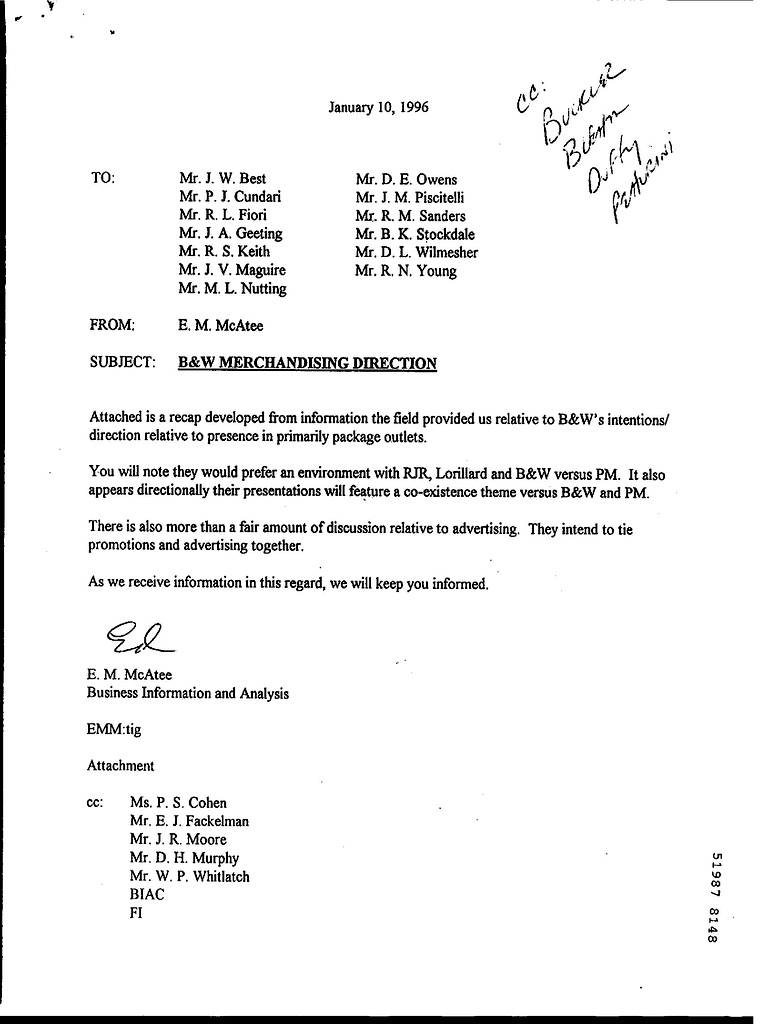 January 10, 1996
cc:
Duffy
TO: Mr. J. W. Best Mr. D. E. Owens
Mr. P. J. Cundari Mr. J. M. Piscitelli
Mr. R. L. Fiori Mr. R. M. Sanders
Mr. J. A. Geeting Mr. B. K. Stockdale
Mr. R. S. Keith Mr. D. L. Wilmesher
Mr. J. V. Maguire Mr. R. N. Young
Mr. M. L. Nutting
FROM: E. M. McAtee
SUBJECT: B&W MERCHANDISING DIRECTION
Attached is a recap developed from information the field provided us relative to B&W's intentions/
direction relative to presence in primarily package outlets.
You will note they would prefer an environment with RJR, Lorillard and B&W versus PM. It also
appears directionally their presentations will feature a co-existence theme versus B&W and PM.
There is also more than a fair amount of discussion relative to advertising. They intend to tie
promotions and advertising together.
As we receive information in this regard, we will keep you informed.
Ed
E. M. McAtee
Business Information and Analysis
EMM:tig
Attachment
cc: Ms. P. S. Cohen
Mr. E. J. Fackelman
Mr. J. R. Moore
Mr. D. H. Murphy
Mr. W. P. Whitlatch
BIAC
FI
51987 8148